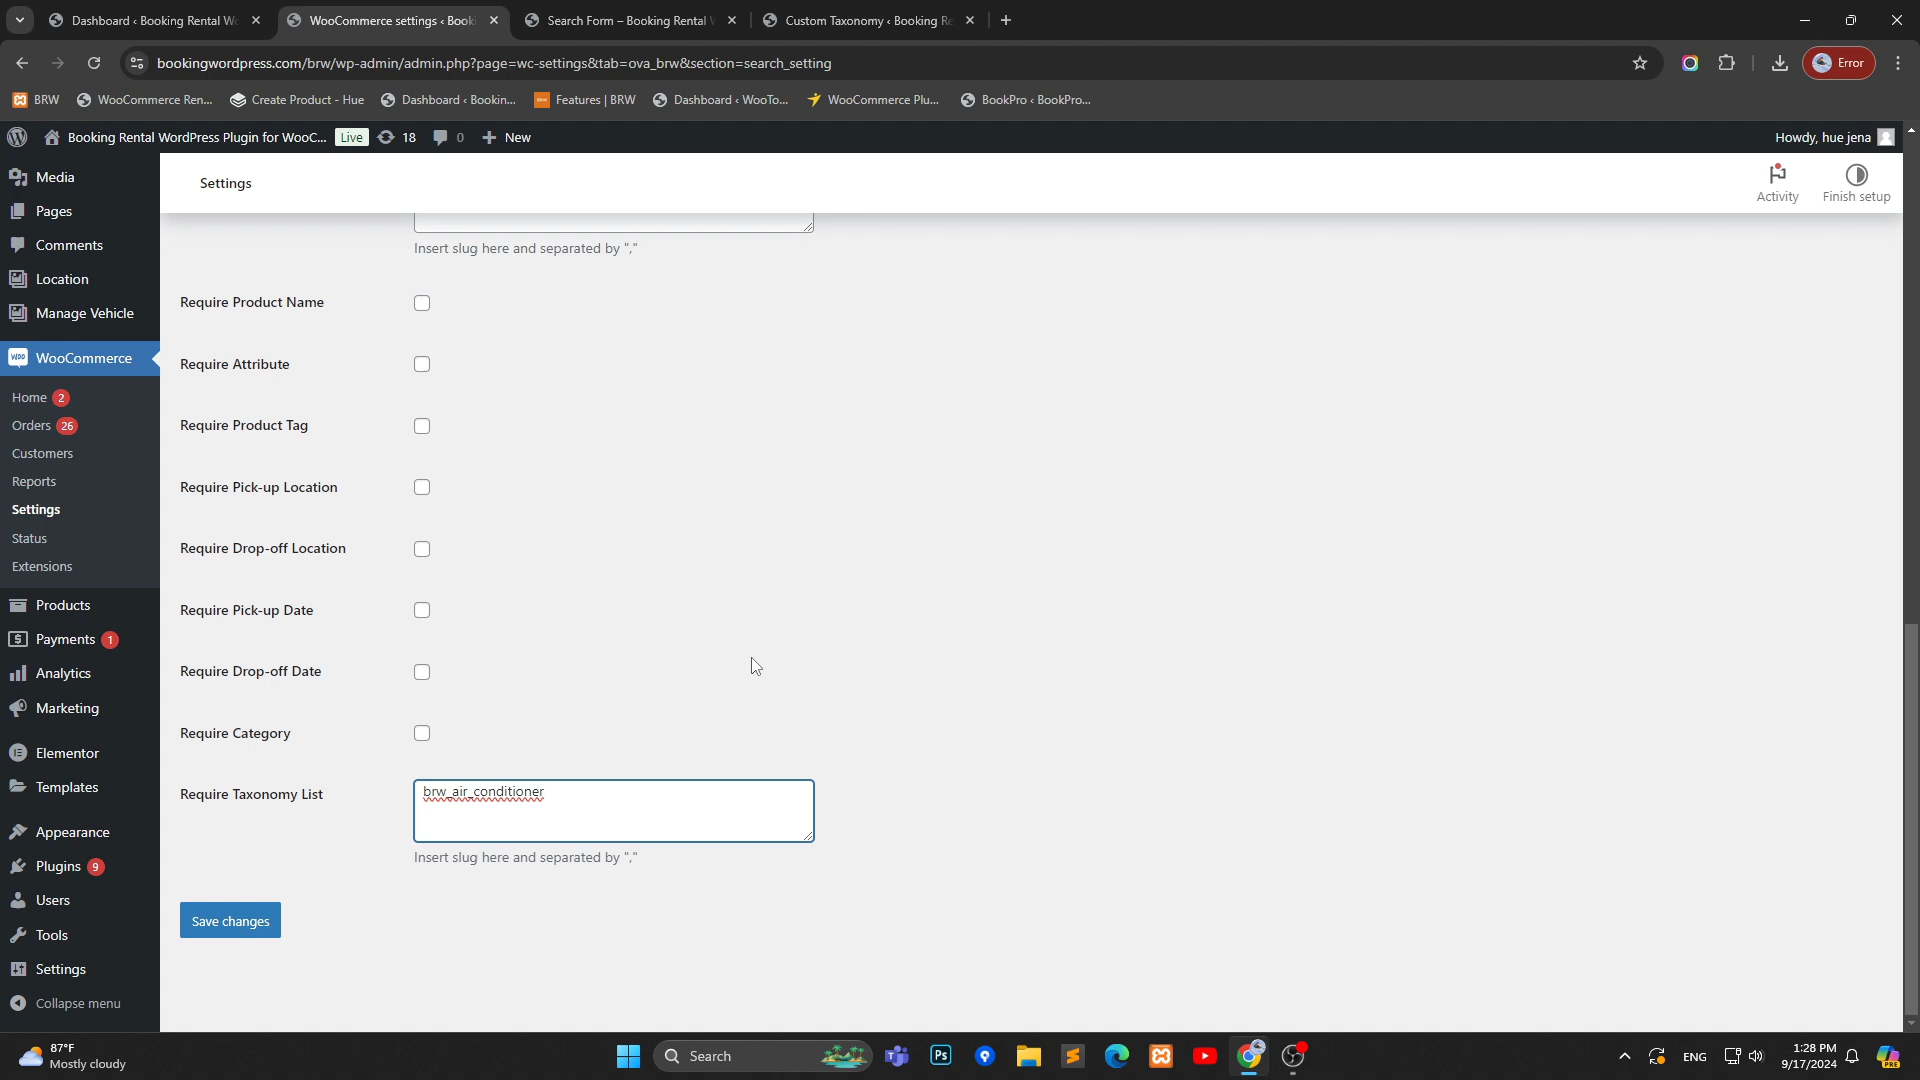 Dashboard ‹ Booking Rental Wo
WooCommerce settings ‹ Book
Search Form – Booking Rental
Custom Taxonomy ‹ Booking Re
bookingwordpress.com/brw/wp-admin/admin.php?page=wc-settings&tab=ova_brw&section=search_setting
Error
BRW
WooCommerce Ren...
Create Product - Hue
Dashboard ‹ Bookin...
Features | BRW
Dashboard ‹ WooTo...
WooCommerce Plu...
BookPro ‹ BookPro...
Booking Rental WordPress Plugin for WooC...
Live
18
0
New
Howdy, hue jena
Media
Pages
Comments
Location
Manage Vehicle
WooCommerce
Home 2
Orders 26
Customers
Reports
Settings
Status
Extensions
Products
Payments 1
Analytics
Marketing
Elementor
Templates
Appearance
Plugins 9
Users
Tools
Settings
Collapse menu
Settings
Activity
Finish setup
Insert slug here and separated by ","
Require Product Name
Require Attribute
Require Product Tag
Require Pick-up Location
Require Drop-off Location
Require Pick-up Date
Require Drop-off Date
Require Category
Require Taxonomy List
brw_air_conditioner
Insert slug here and separated by ","
Save changes
87°F
Mostly cloudy
Search
ENG
1:28 PM
9/17/2024